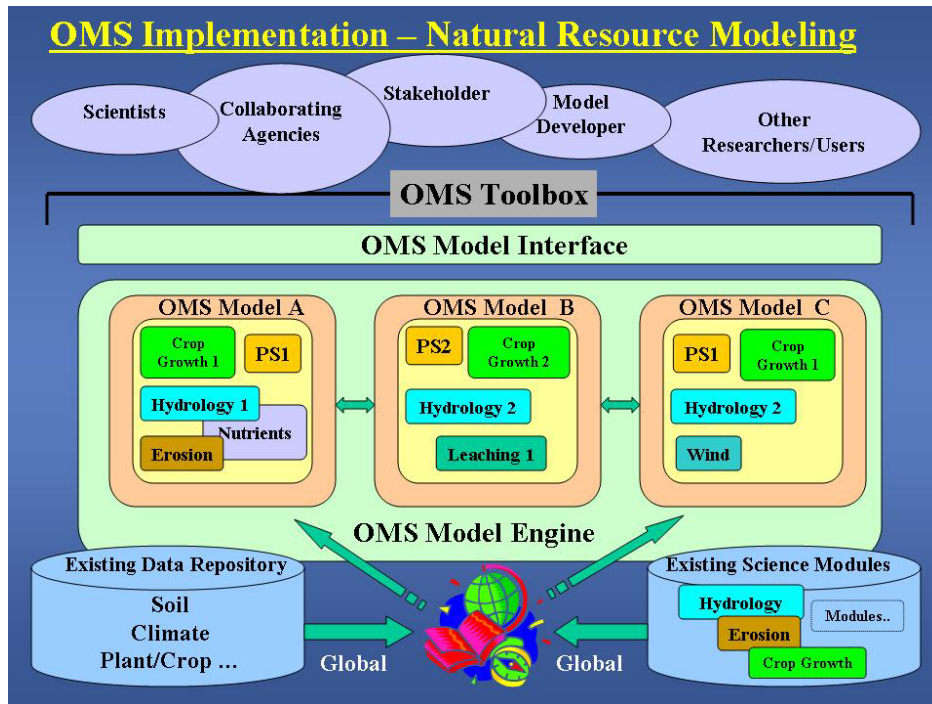 OMS Implementation – Natural Resource Modeling
Scientists
Collaborating
Agencies
Stakeholder
Model
Developer
Other
Researchers/Users
OMS Toolbox
OMS Model Interface
OMS Model A
Crop
Growth 1
PS1
Hydrology 1
Nutrients
Erosion
OMS Model B
PS2
Crop
Growth 2
Hydrology 2
Leaching 1
OMS Model C
PS1
Crop
Growth 1
Hydrology 2
Wind
OMS Model Engine
Existing Data Repository
Soil
Climate
Plant/Crop ...
Global
Global
Existing Science Modules
Hydrology
Modules..
Erosion
Crop Growth